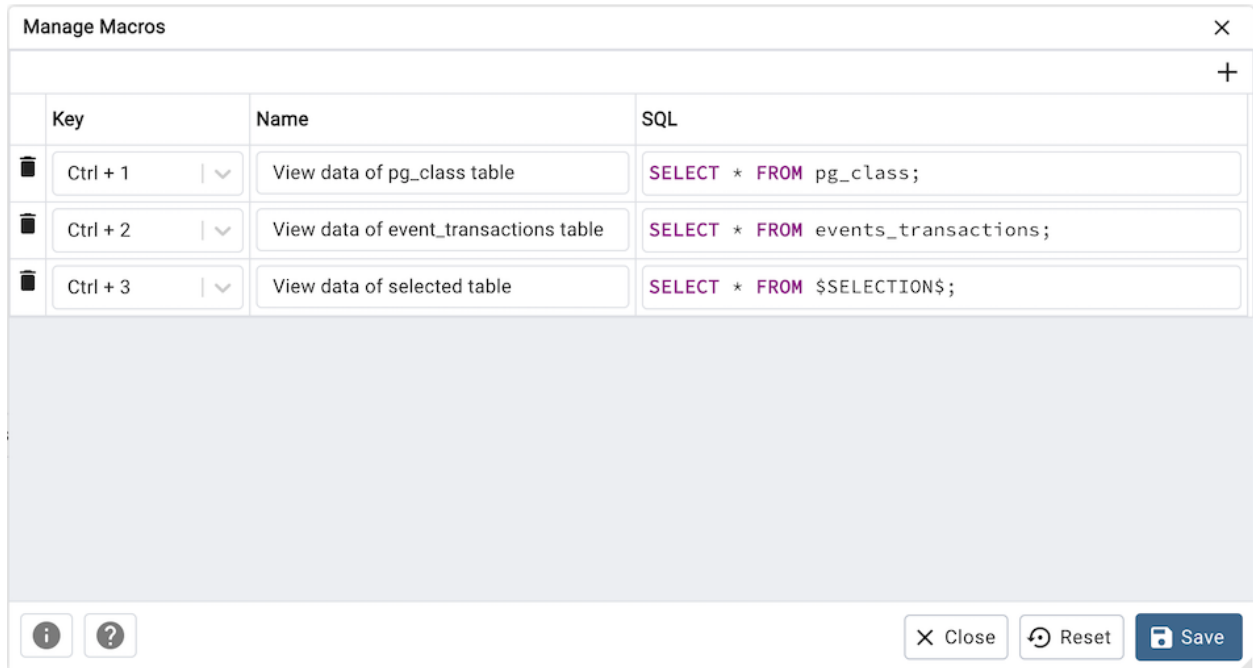 Manage Macros
Key Name SQL
Ctrl + 1 View data of pg_class table SELECT * FROM pg_class;
Ctrl + 2 View data of event_transactions table SELECT * FROM events_transactions;
Ctrl + 3 View data of selected table SELECT * FROM $SELECTION$;
Close Reset Save